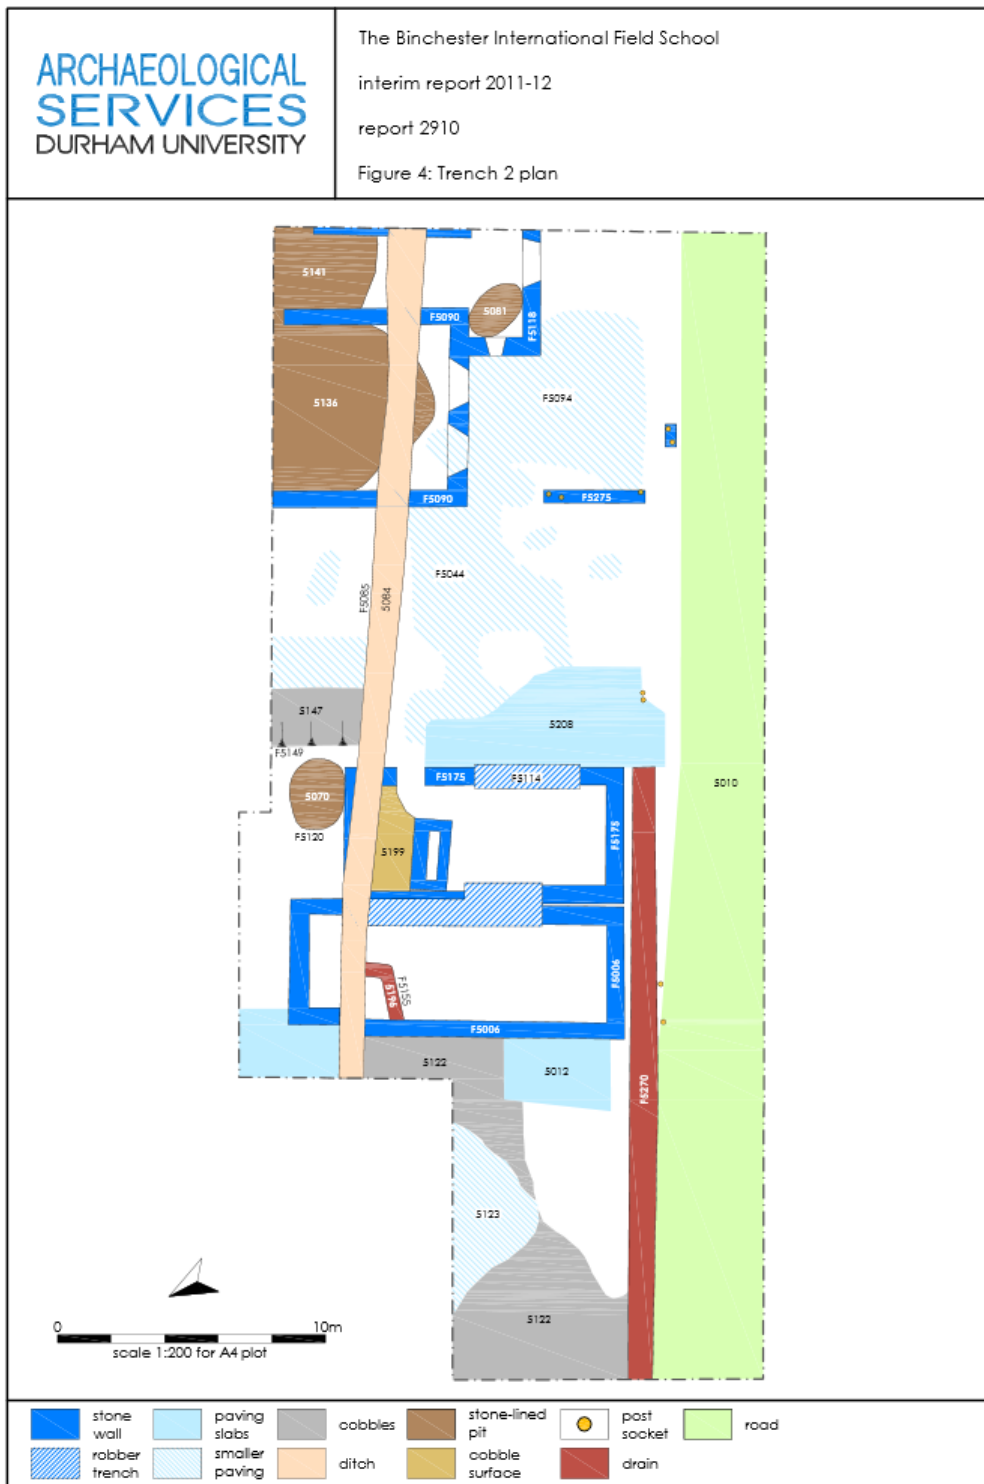 ARCHAEOLOGICAL
SERVICES
DURHAM UNIVERSITY
The Binchester International Field School
interim report 2011-12
report 2910
Figure 4: Trench 2 plan
5141
F5090
5081
F5118
5136
F5094
F5090
F5275
F5044
F5085
5084
5147
F5149
5208
5070
F5120
F5175
F5114
5010
5199
F5175
F5006
5196
F5155
F5006
5122
5012
F5270
5123
5122
0
10m
scale 1:200 for A4 plot
stone
wall
paving
slabs
cobbles
stone-lined
pit
post
socket
road
robber
trench
smaller
paving
ditch
cobble
surface
drain